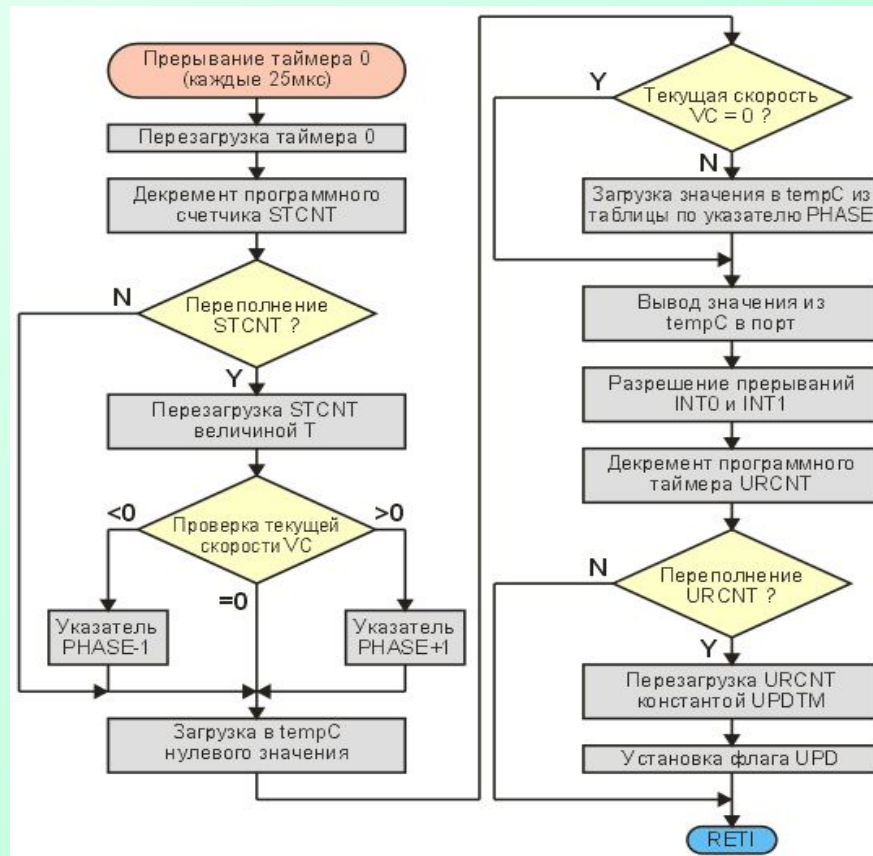 Прерывание таймера 0
(каждые 25мкс)
Перезагрузка таймера 0
Декремент программного
счетчика STCNT
N
Переполнение
STCNT ?
Y
Перезагрузка STCNT
величиной Т
<0
Проверка текущей
скорости VC
>0
=0
Указатель
PHASE-1
Указатель
PHASE+1
Загрузка в tempC
нулевого значения
Y
Текущая скорость
VC = 0 ?
N
Загрузка значения в tempC из
таблицы по указателю PHASE
Вывод значения из
tempC в порт
Разрешение прерываний
INT0 и INT1
Декремент программного
таймера URCNT
N
Переполнение
URCNT ?
Y
Перезагрузка URCNT
константой UPDTM
Установка флага UPD
RETI